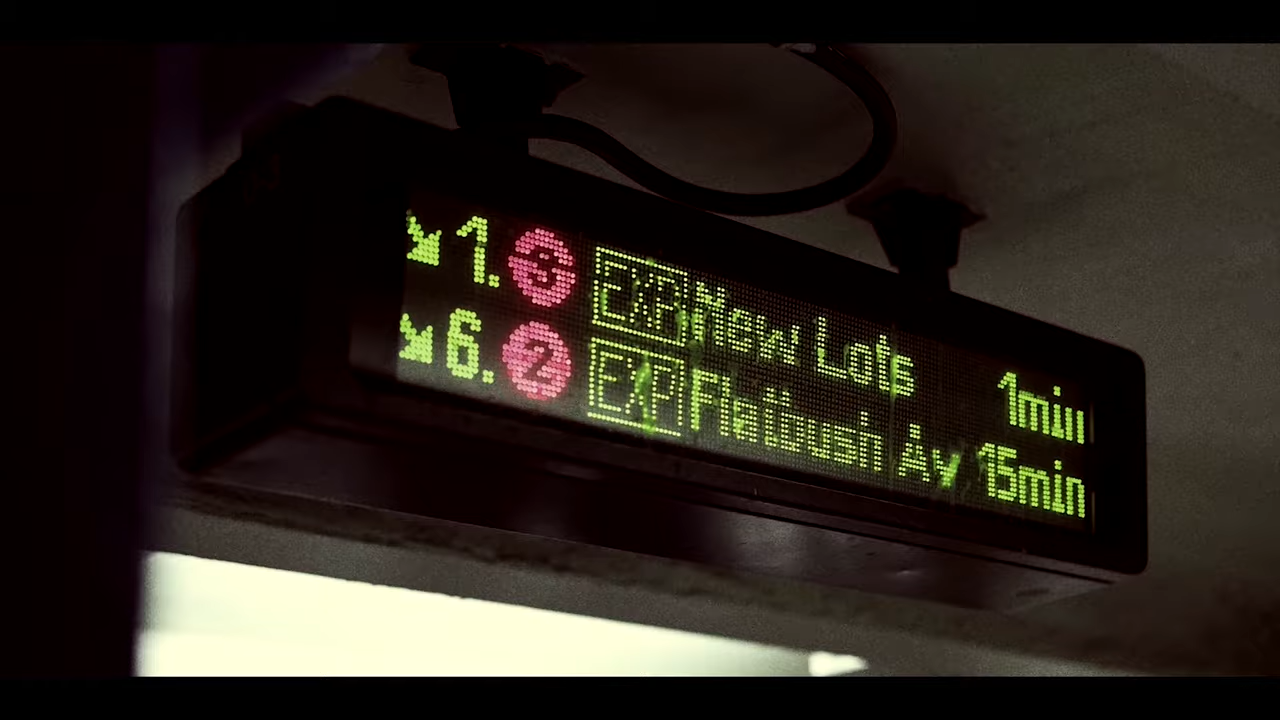 ↘ 1. 3 EXP New Lots 1min
↘ 6. 2 EXP Flatbush Av 15min